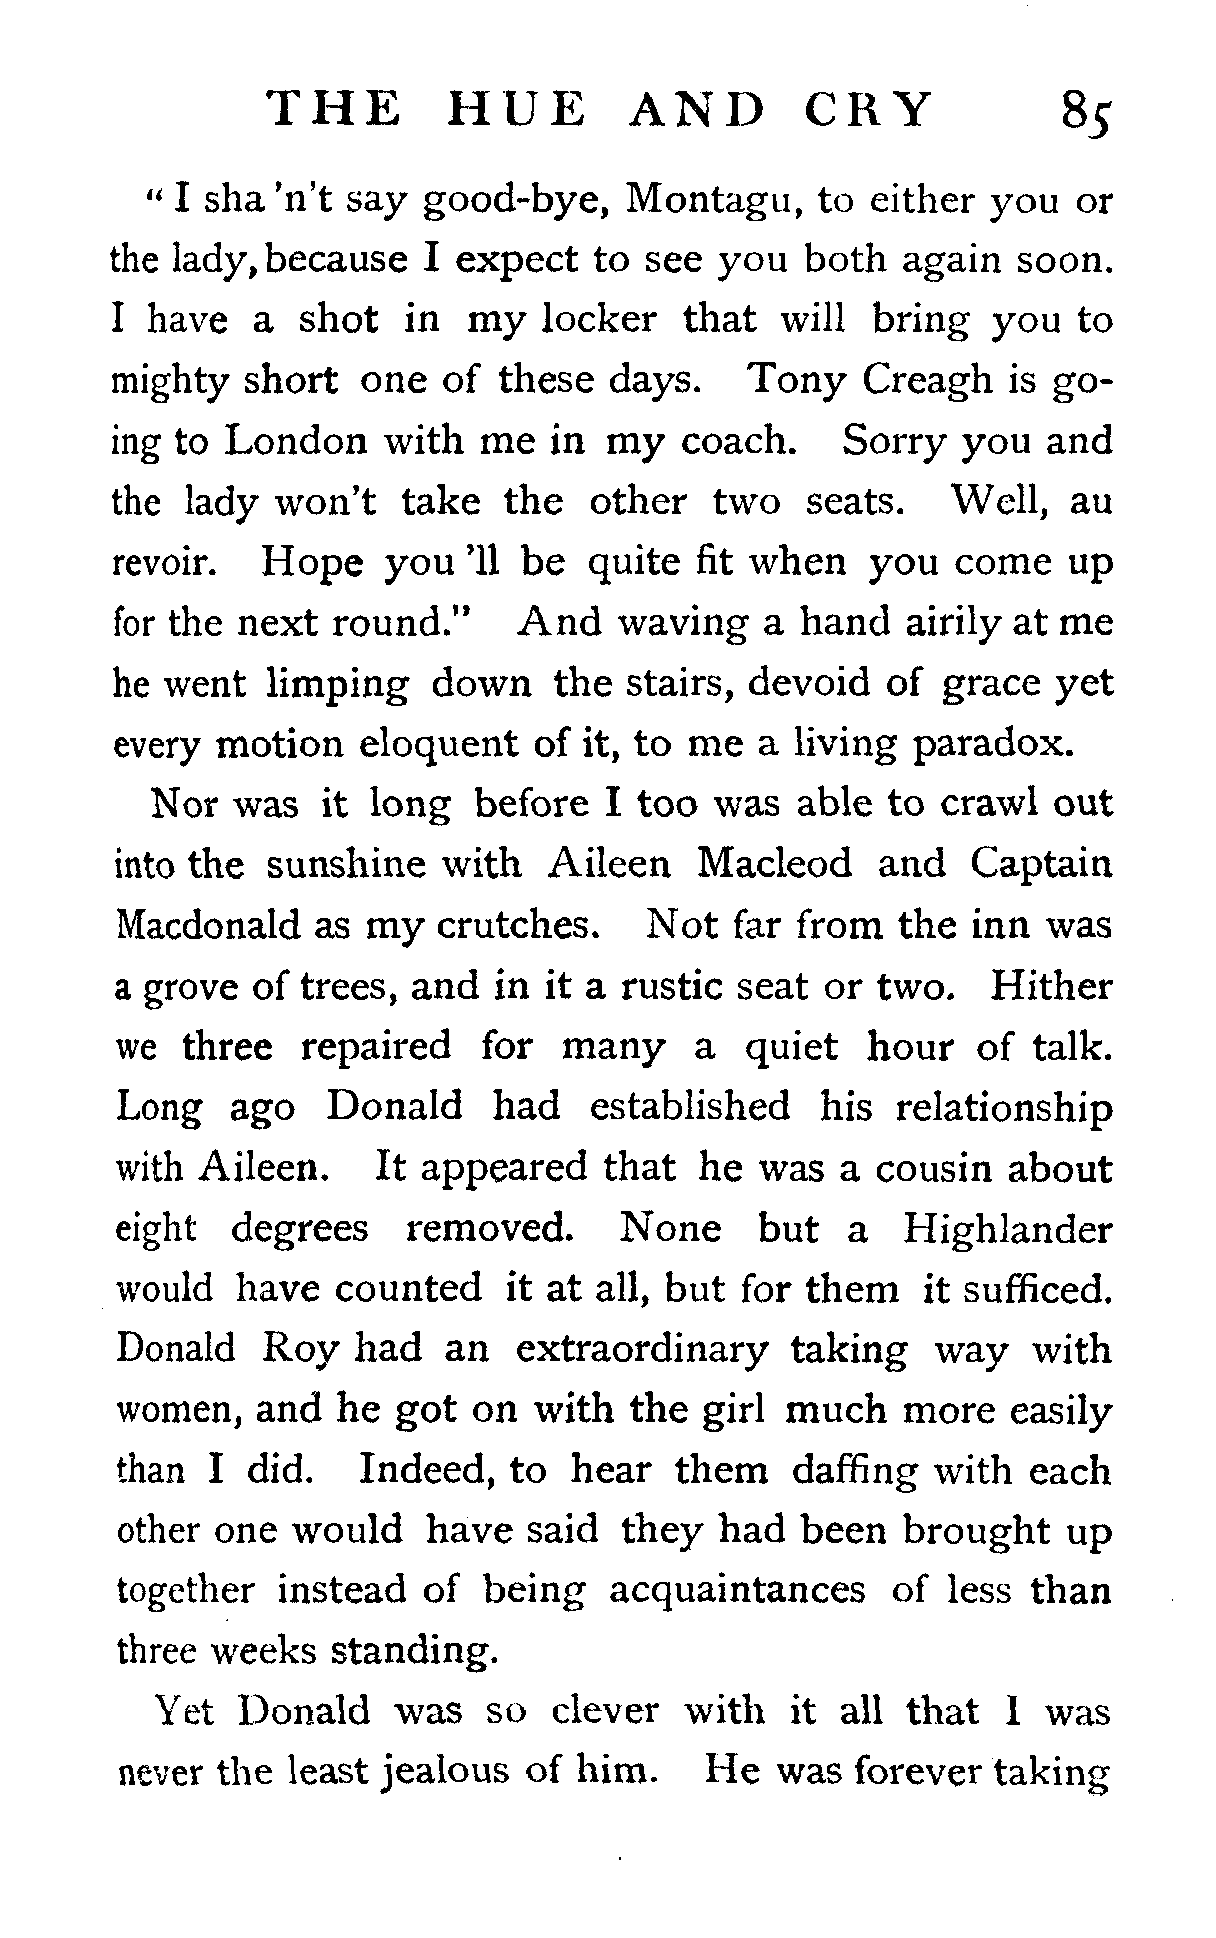 THE HUE AND CRY 85
" I sha 'n't say good-bye, Montagu, to either you or
the lady, because I expect to see you both again soon.
I have a shot in my locker that will bring you to
mighty short one of these days. Tony Creagh is go-
ing to London with me in my coach. Sorry you and
the lady won't take the other two seats. Well, au
revoir. Hope you 'll be quite fit when you come up
for the next round." And waving a hand airily at me
he went limping down the stairs, devoid of grace yet
every motion eloquent of it, to me a living paradox.
Nor was it long before I too was able to crawl out
into the sunshine with Aileen Macleod and Captain
Macdonald as my crutches. Not far from the inn was
a grove of trees, and in it a rustic seat or two. Hither
we three repaired for many a quiet hour of talk.
Long ago Donald had established his relationship
with Aileen. It appeared that he was a cousin about
eight degrees removed. None but a Highlander
would have counted it at all, but for them it sufficed.
Donald Roy had an extraordinary taking way with
women, and he got on with the girl much more easily
than I did. Indeed, to hear them daffing with each
other one would have said they had been brought up
together instead of being acquaintances of less than
three weeks standing.
Yet Donald was so clever with it all that I was
never the least jealous of him. He was forever taking